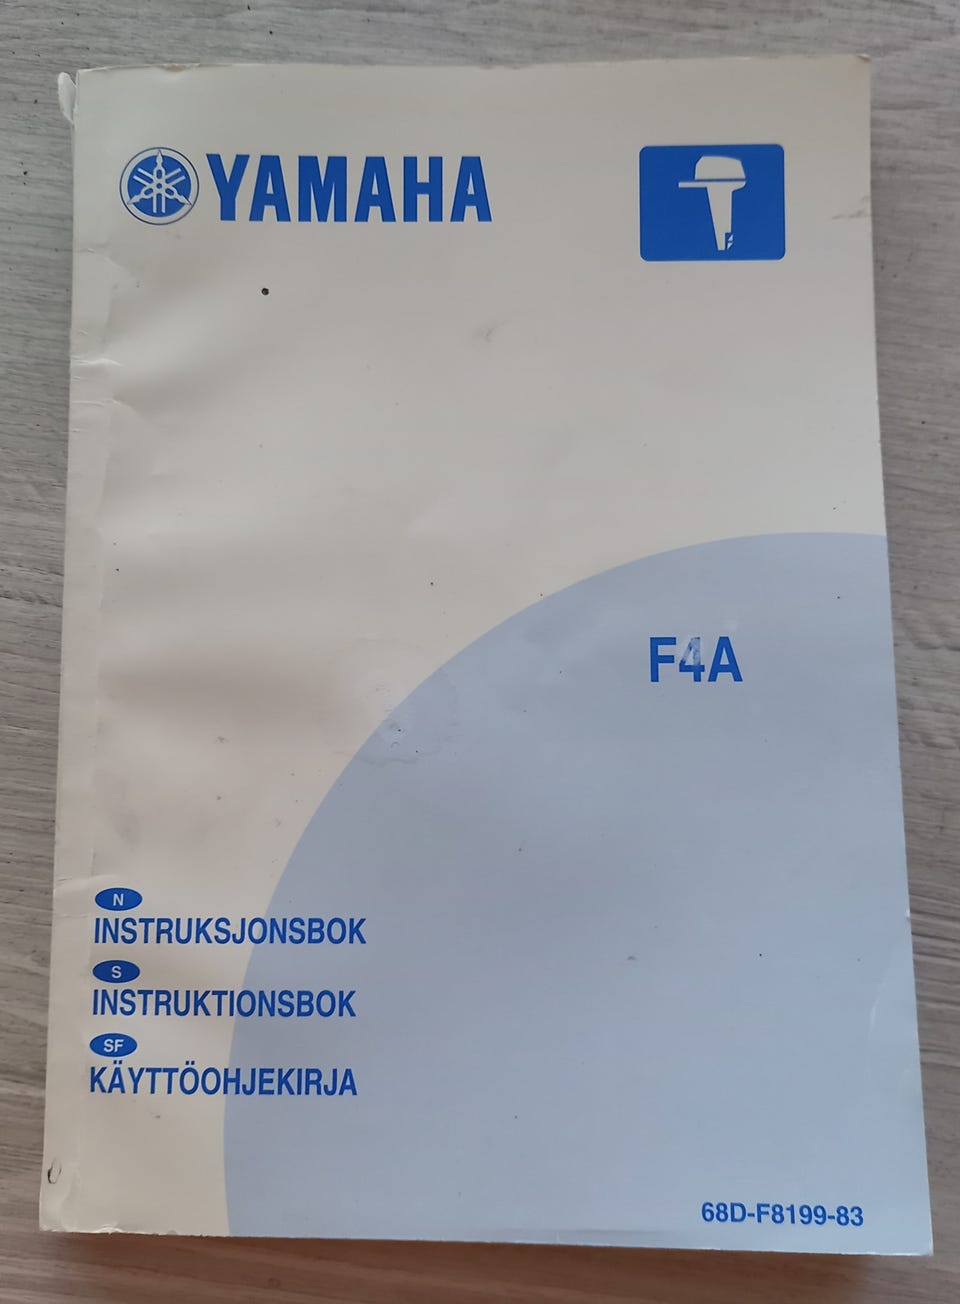 YAMAHA
F4A
N
INSTRUKSJONSBOK
S
INSTRUKTIONSBOK
SF
KÄYTTÖOHJEKIRJA
68D-F8199-83